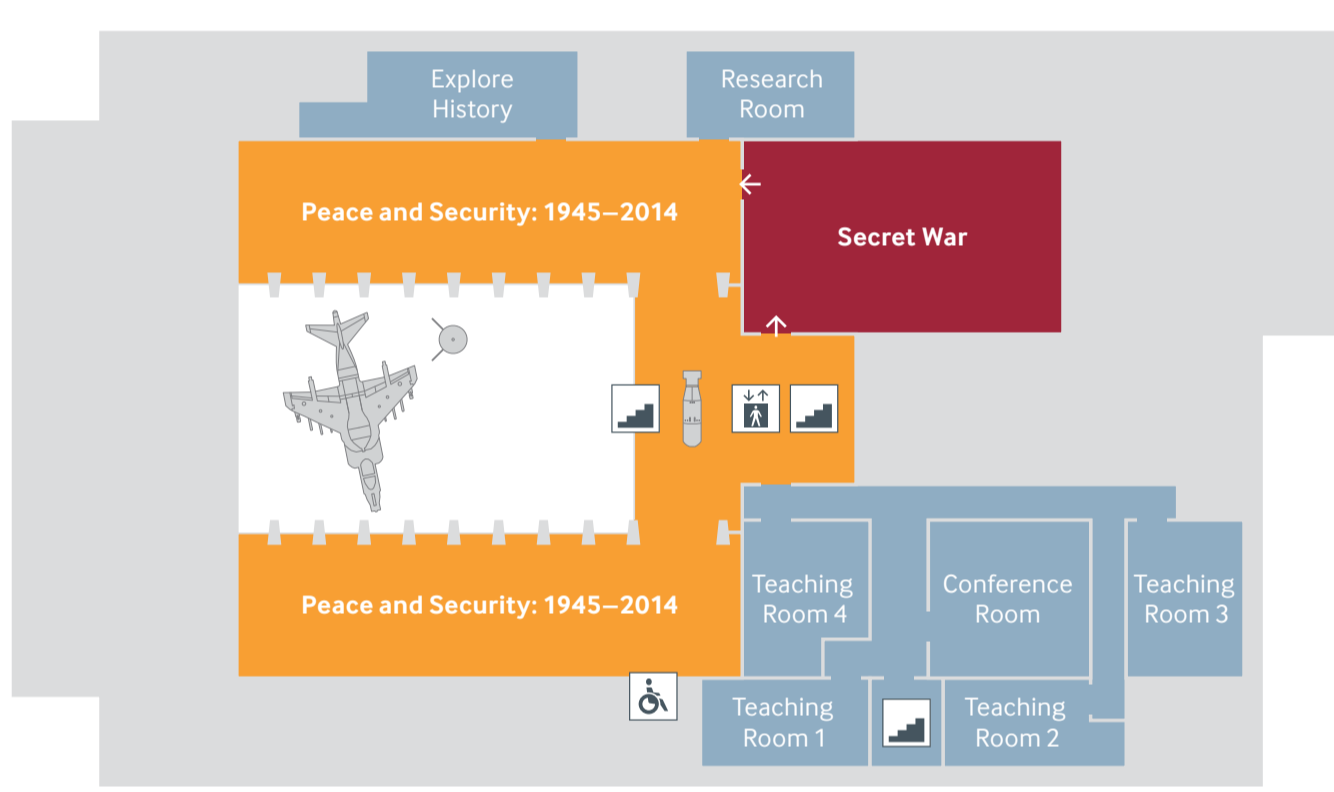 Explore
History
Research
Room
Peace and Security: 1945–2014
Secret War
Peace and Security: 1945–2014
Teaching
Room 4
Conference
Room
Teaching
Room 3
Teaching
Room 1
Teaching
Room 2